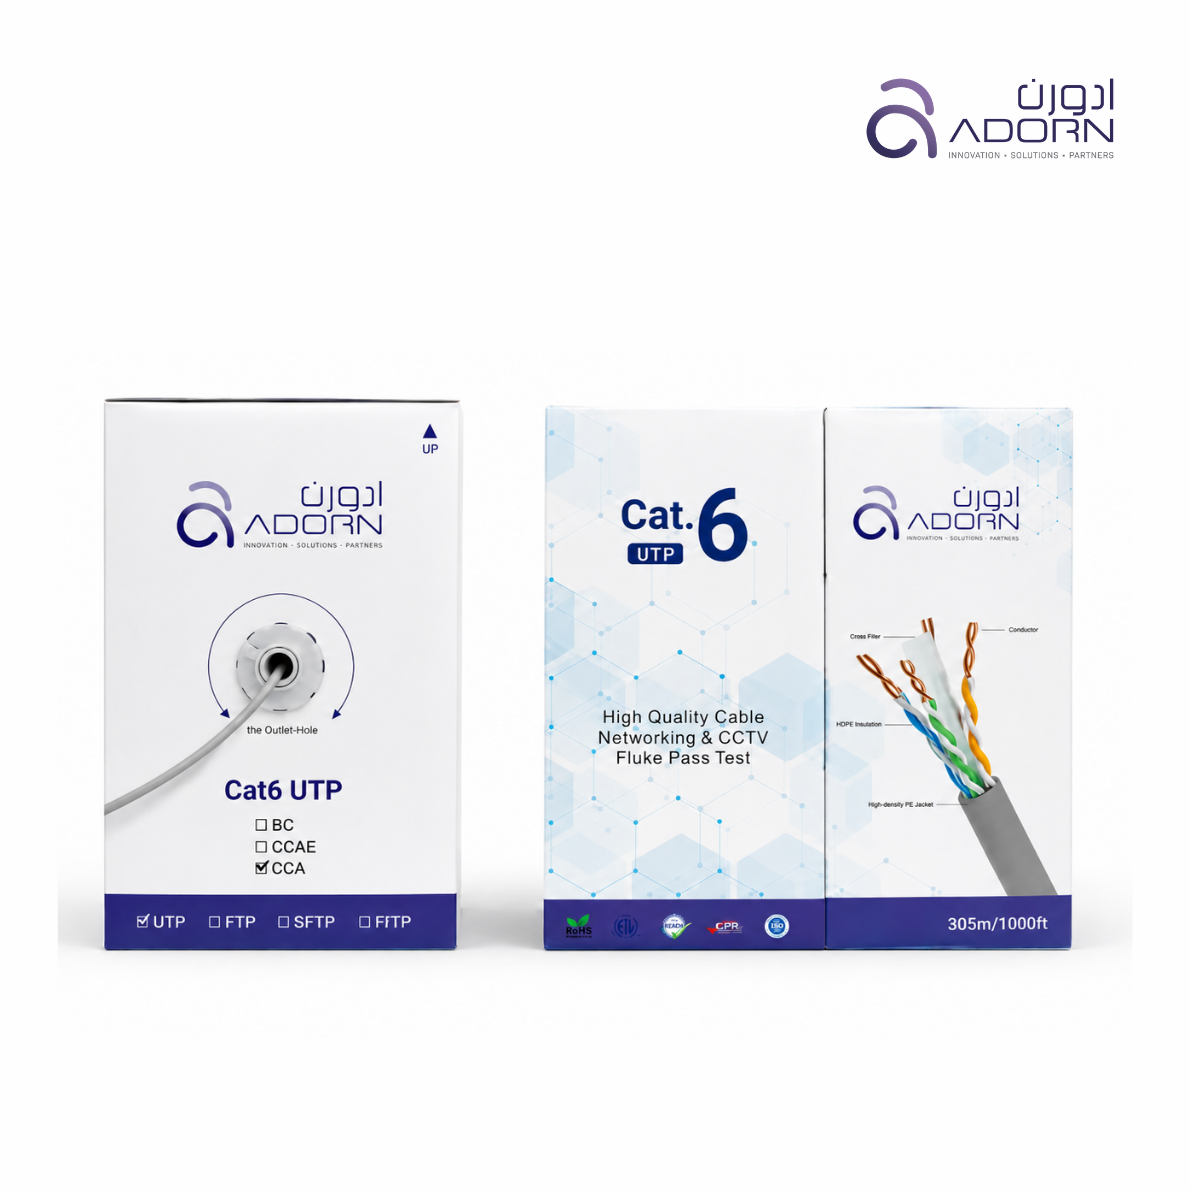 ادورن
ADORN
INNOVATION • SOLUTIONS • PARTNERS
UP
ادورن
ADORN
INNOVATION - SOLUTIONS - PARTNERS
the Outlet-Hole
Cat6 UTP
BC
CCAE
CCA
UTP FTP SFTP FfTP
Cat.6
UTP
High Quality Cable
Networking & CCTV
Fluke Pass Test
RoHS ETL REACH CPR ISO
ادورن
ADORN
INNOVATION - SOLUTIONS - PARTNERS
Cross Filler
Conductor
HDPE Insulation
High-density PE Jacket
305m/1000ft